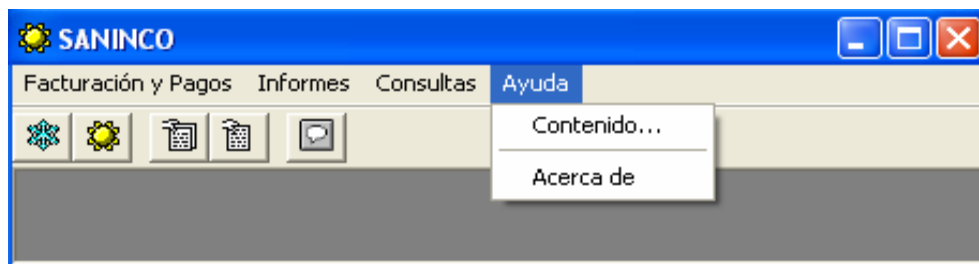 SANINCO
Facturación y Pagos Informes Consultas Ayuda
Contenido...
Acerca de